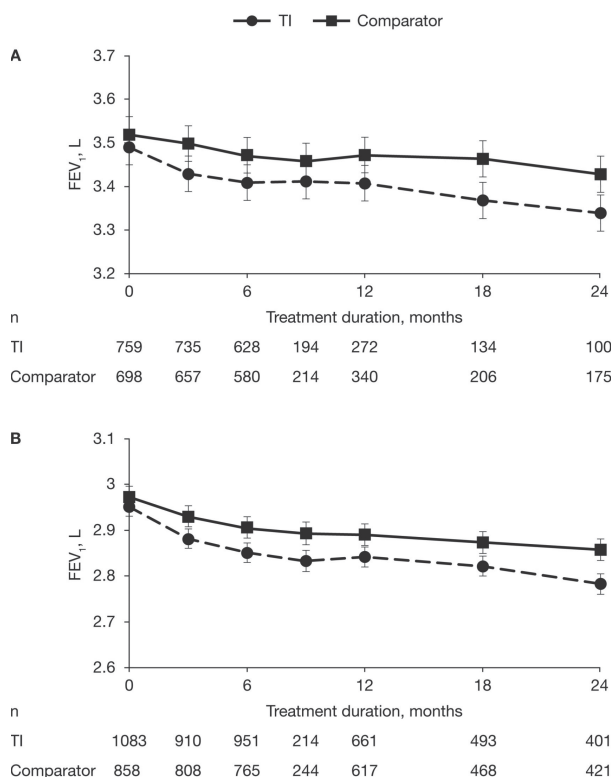 TI Comparator
A
3.7
3.6
3.5
3.4
3.3
3.2
FEV₁, L
0 6 12 18 24
n Treatment duration, months
TI 759 735 628 194 272 134 100
Comparator 698 657 580 214 340 206 175
B
3.1
3
2.9
2.8
2.7
2.6
FEV₁, L
0 6 12 18 24
n Treatment duration, months
TI 1083 910 951 214 661 493 401
Comparator 858 808 765 244 617 468 421